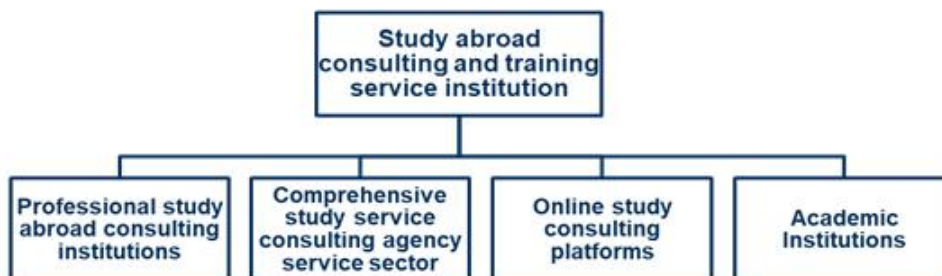 Study abroad
consulting and training
service institution
Professional study
abroad consulting
institutions
Comprehensive
study service
consulting agency
service sector
Online study
consulting
platforms
Academic
Institutions